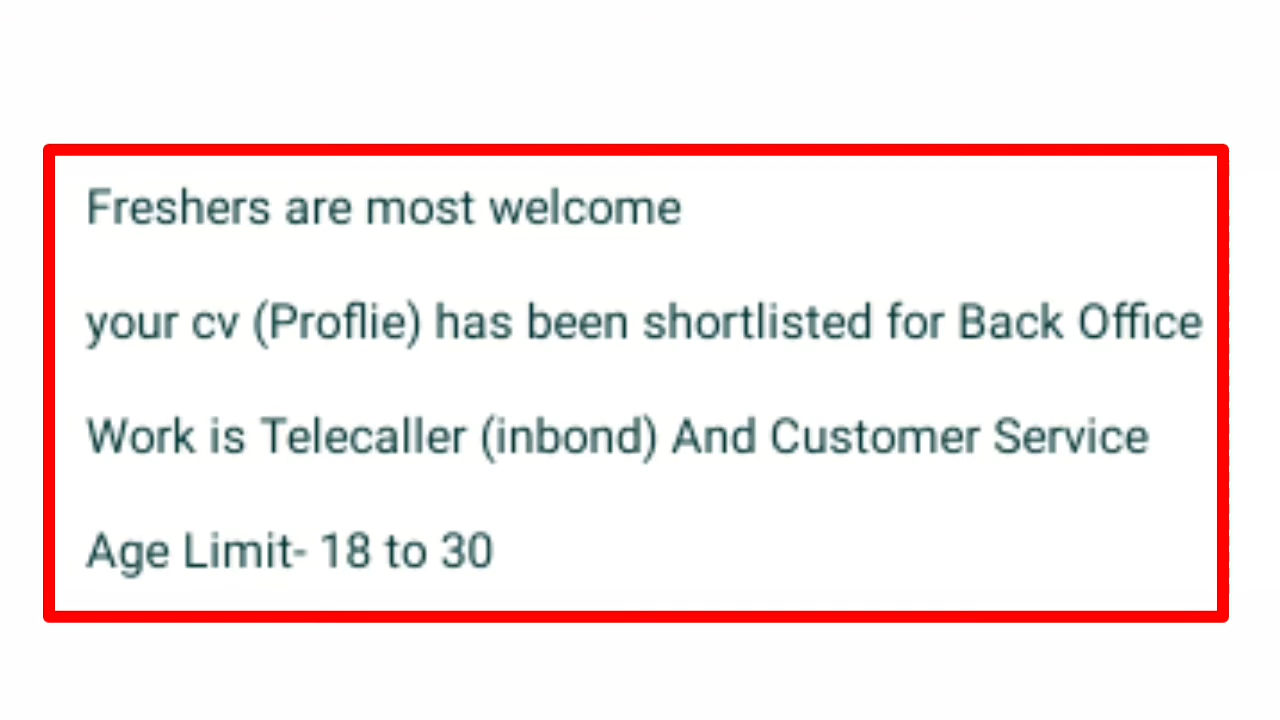 Freshers are most welcome
your cv (Proflie) has been shortlisted for Back Office
Work is Telecaller (inbond) And Customer Service
Age Limit- 18 to 30